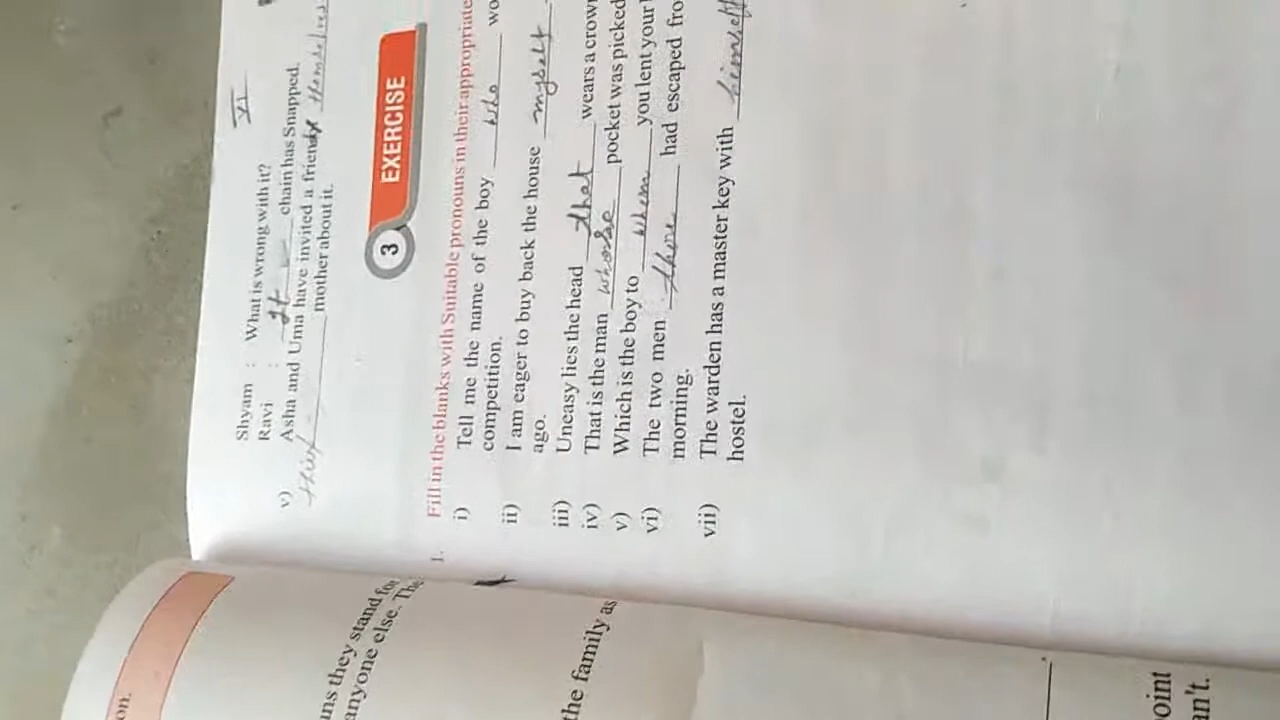 VI
Shyam : What is wrong with it?
Ravi : It chain has Snapped.
v) Asha and Uma have invited a friend themselves
their mother about it.
3 EXERCISE
1. Fill in the blanks with Suitable pronouns in their appropriate
i) Tell me the name of the boy who wo
competition.
ii) I am eager to buy back the house myself
ago.
iii) Uneasy lies the head that wears a crown
iv) That is the man whose pocket was picked
v) Which is the boy to whom you lent your
vi) The two men had escaped fro
morning.
vii) The warden has a master key with himself
hostel.
on.
ns they stand for
anyone else. The
the family as
oint
n't.